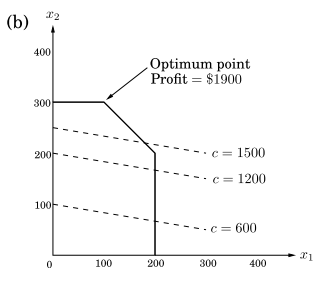 (b)
x₂
400
Optimum point
Profit = $1900
300
c = 1500
200
c = 1200
100
c = 600
x₁
0
100
200
300
400